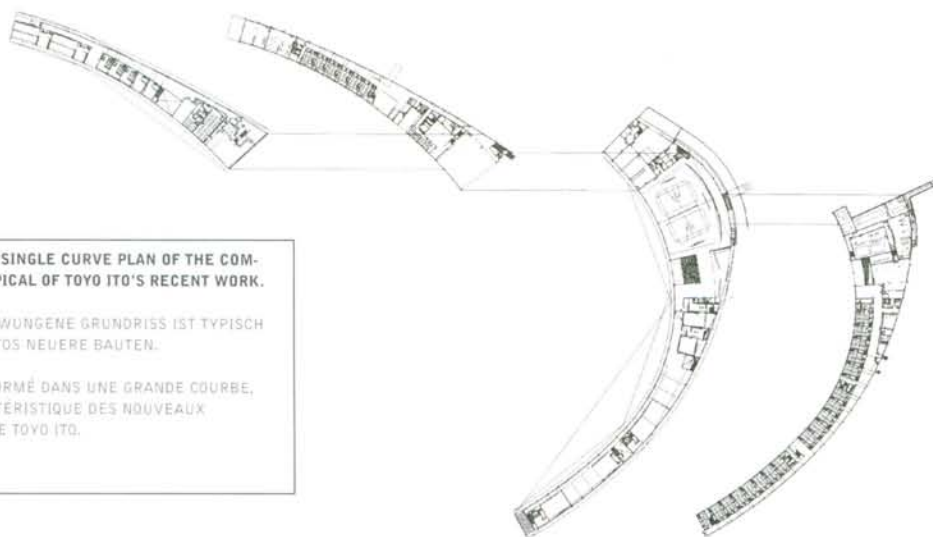 SINGLE CURVE PLAN OF THE COM-
PICAL OF TOYO ITO'S RECENT WORK.
WUNGENE GRUNDRISS IST TYPISCH
TOS NEUERE BAUTEN.
ORMÉ DANS UNE GRANDE COURBE,
TÉRISTIQUE DES NOUVEAUX
E TOYO ITO.